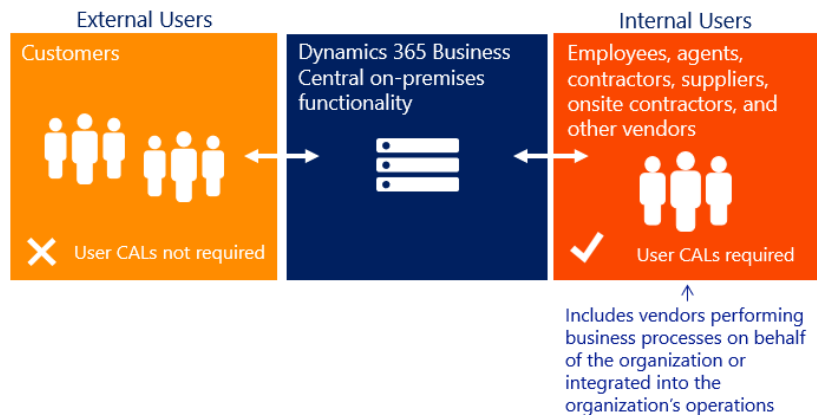 External Users
Customers
User CALs not required
Dynamics 365 Business
Central on-premises
functionality
Internal Users
Employees, agents,
contractors, suppliers,
onsite contractors, and
other vendors
User CALs required
Includes vendors performing
business processes on behalf
of the organization or
integrated into the
organization's operations